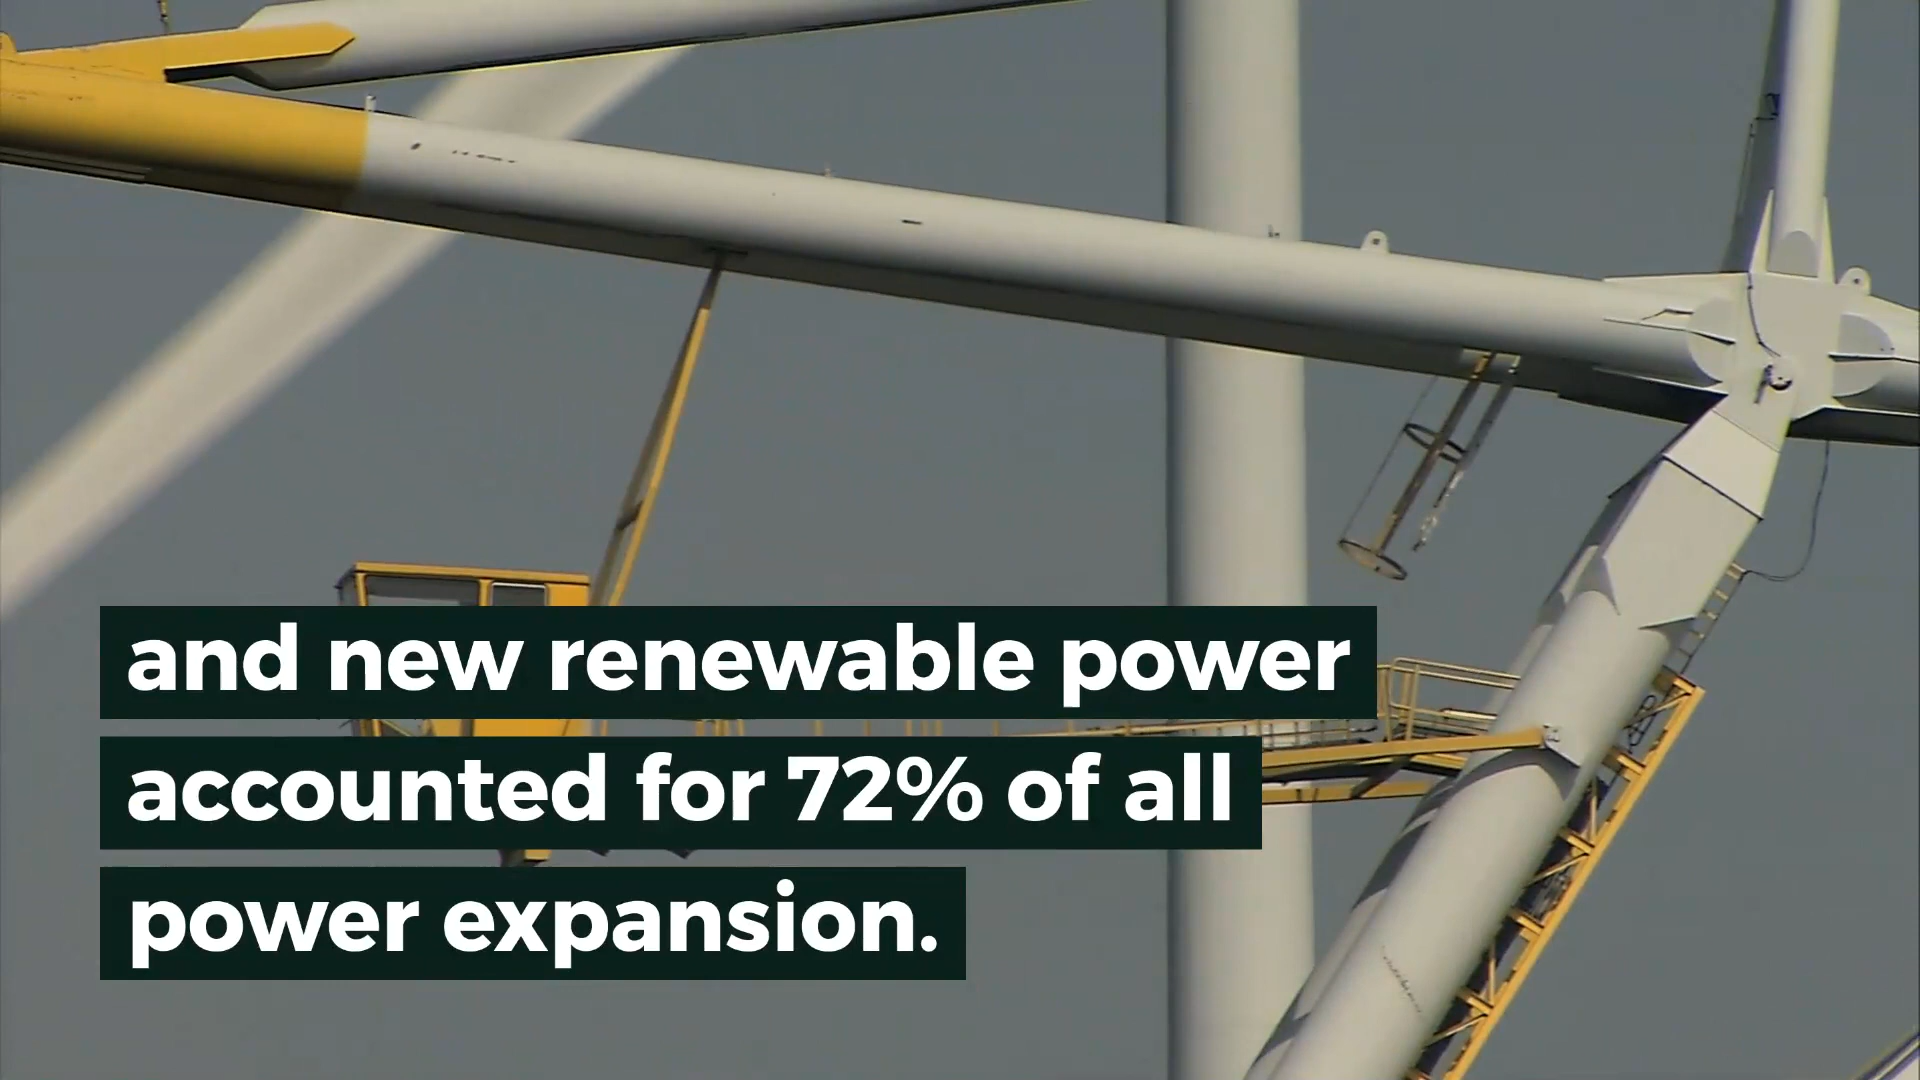 and new renewable power
accounted for 72% of all
power expansion.